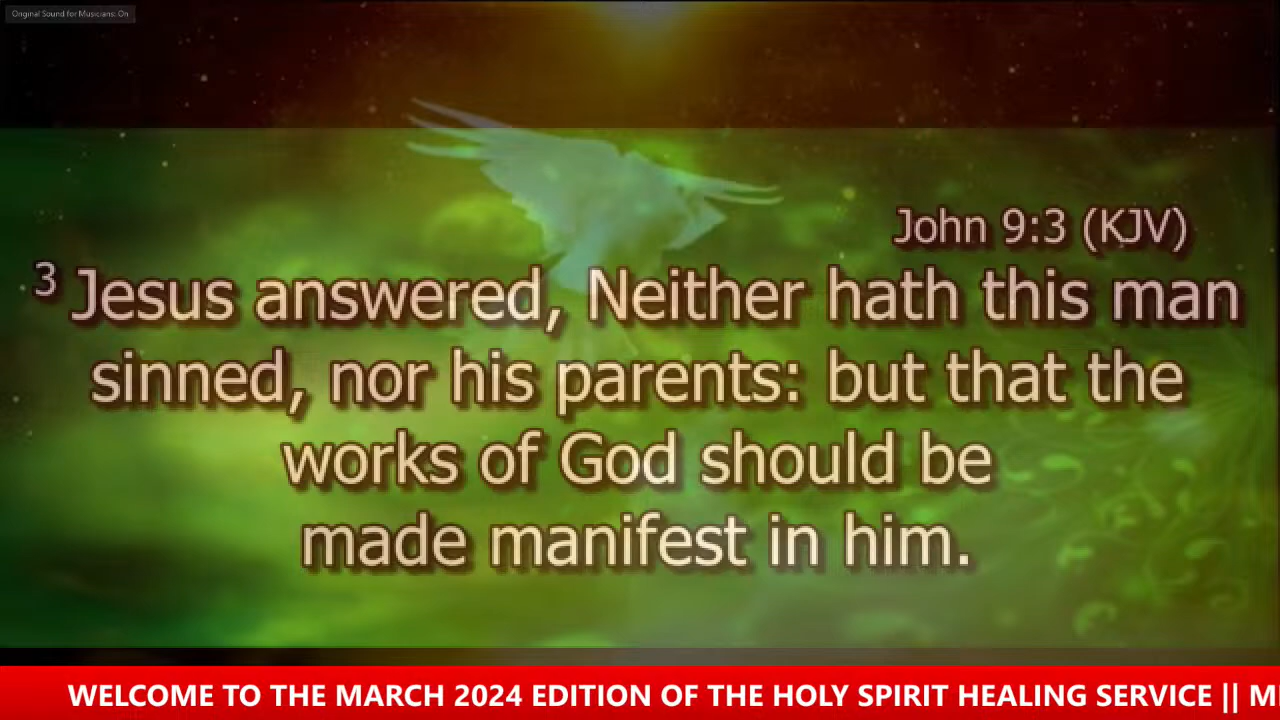 Original Sound for Musicians: On
John 9:3 (KJV)
3 Jesus answered, Neither hath this man
sinned, nor his parents: but that the
works of God should be
made manifest in him.
WELCOME TO THE MARCH 2024 EDITION OF THE HOLY SPIRIT HEALING SERVICE || M